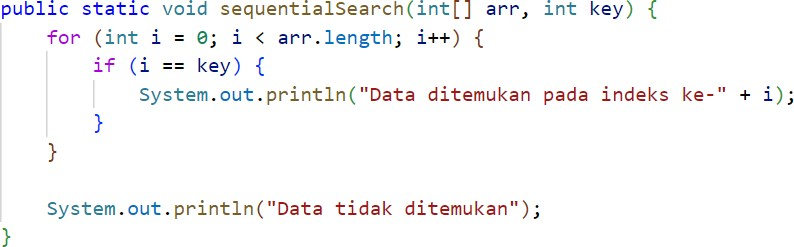 public static void sequentialSearch(int[] arr, int key) {
    for (int i = 0; i < arr.length; i++) {
        if (i == key) {
            System.out.println("Data ditemukan pada indeks ke-" + i);
        }
    }

    System.out.println("Data tidak ditemukan");
}